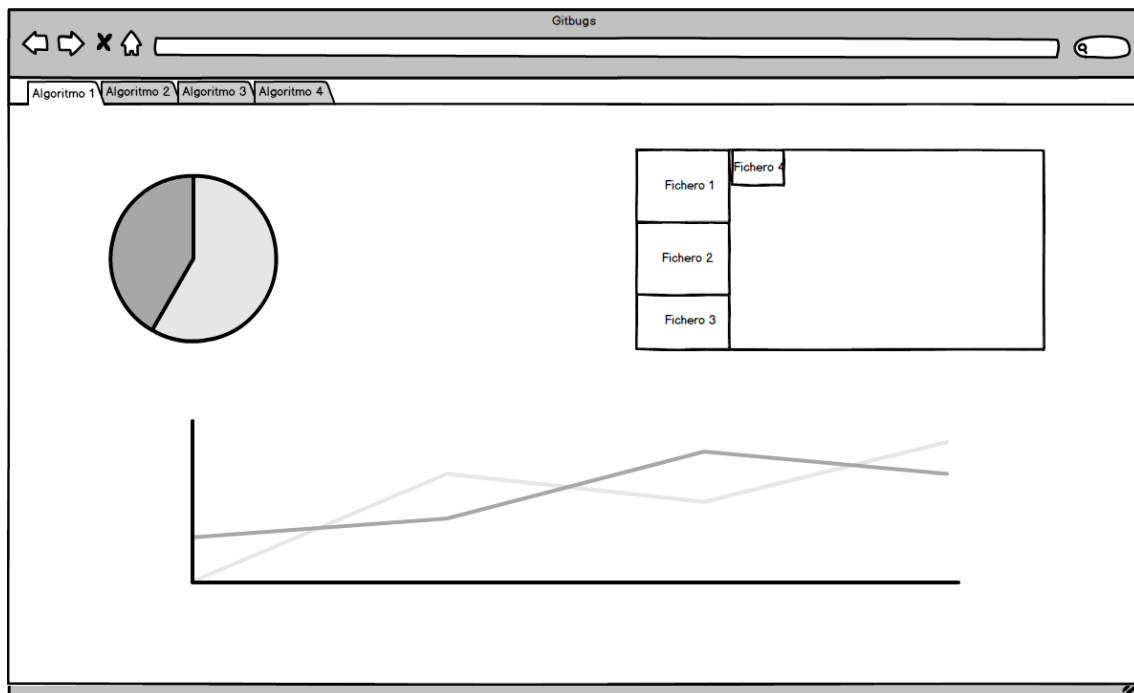 Gitbugs
Algoritmo 1
Algoritmo 2
Algoritmo 3
Algoritmo 4
Fichero 1
Fichero 4
Fichero 2
Fichero 3